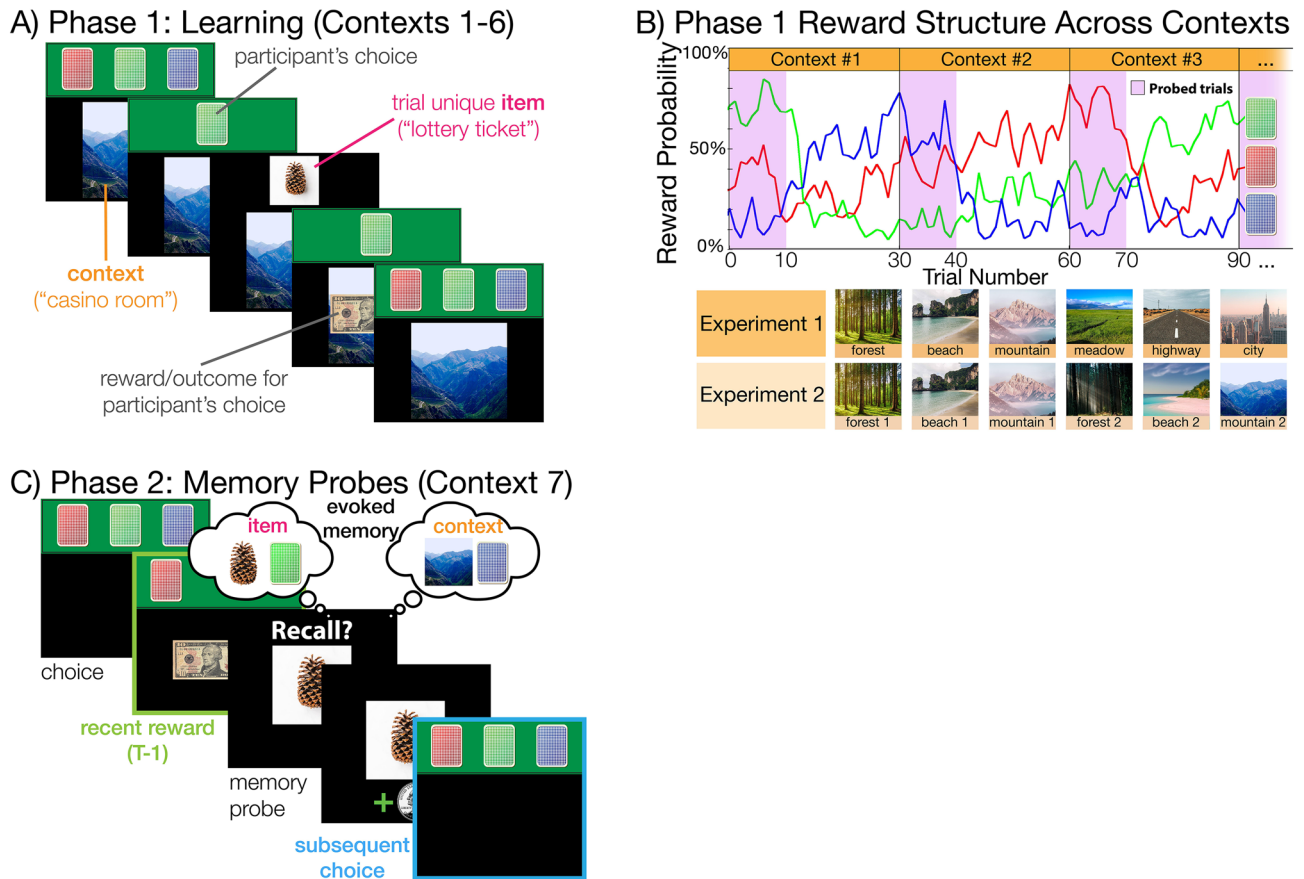 A) Phase 1: Learning (Contexts 1-6)
participant's choice
trial unique item
("lottery ticket")
context
("casino room")
reward/outcome for
participant's choice
B) Phase 1 Reward Structure Across Contexts
Reward Probability
100%
50%
0%
Context #1
Context #2
Context #3
...
Probed trials
0
10
30
40
60
70
90
...
Trial Number
Experiment 1
forest
beach
mountain
meadow
highway
city
Experiment 2
forest 1
beach 1
mountain 1
forest 2
beach 2
mountain 2
C) Phase 2: Memory Probes (Context 7)
item
evoked
memory
context
Recall?
choice
recent reward
(T-1)
memory
probe
+
subsequent
choice